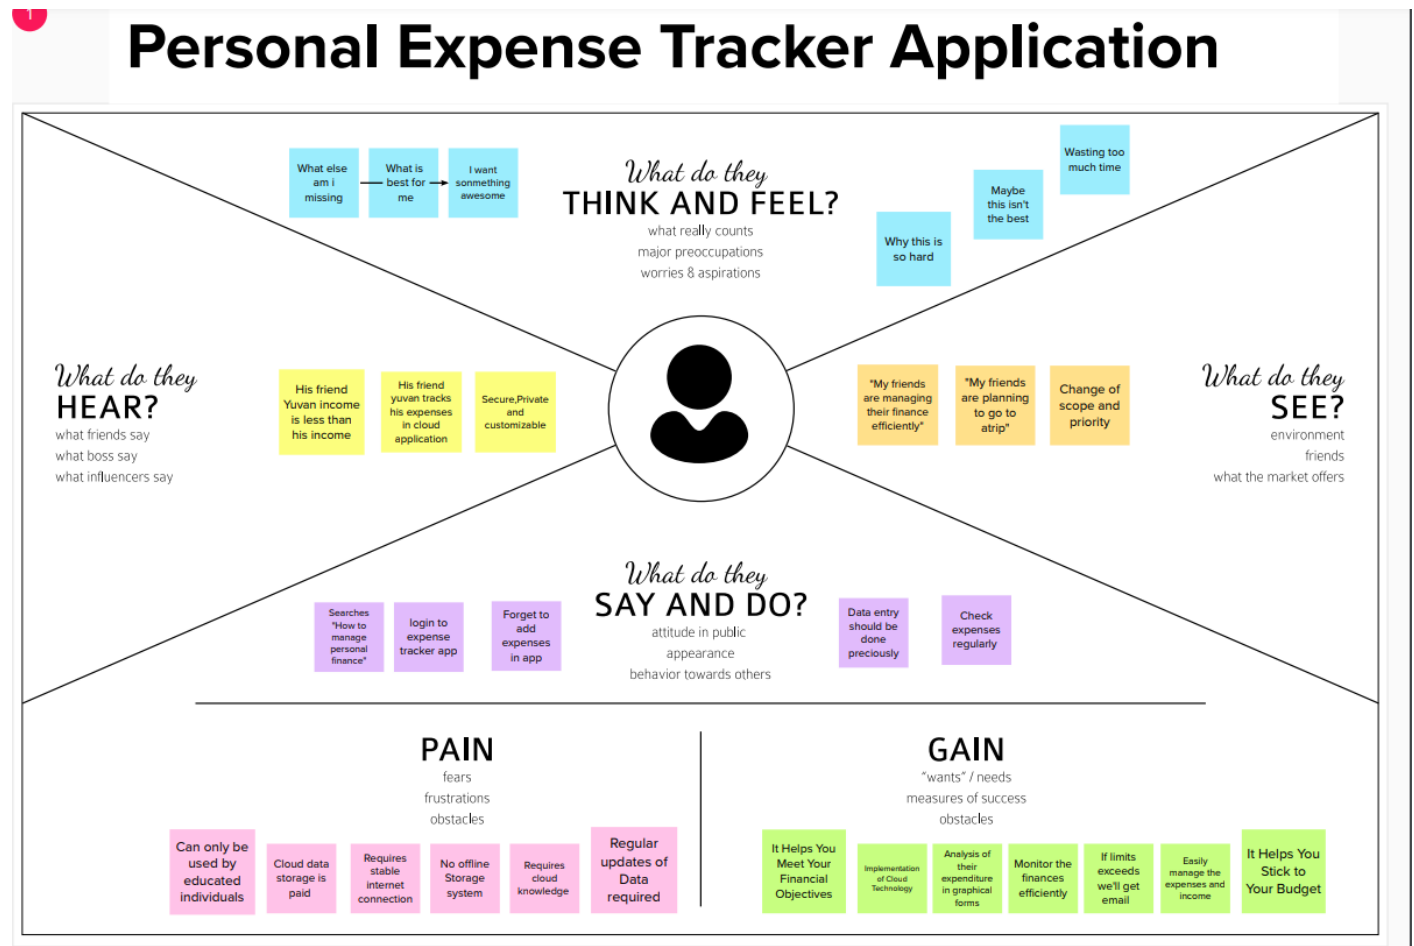 1
Personal Expense Tracker Application
What else
am i
missing
What is
best for
me
I want
sonmething
awesome
What do they
THINK AND FEEL?
what really counts
major preoccupations
worries & aspirations
Why this is
so hard
Maybe
this isn't
the best
Wasting too
much time
What do they
HEAR?
what friends say
what boss say
what influencers say
His friend
Yuvan income
is less than
his income
His friend
yuvan tracks
his expenses
in cloud
application
Secure,Private
and
customizable
"My friends
are managing
their finance
efficiently"
"My friends
are planning
to go to
atrip"
Change of
scope and
priority
What do they
SEE?
environment
friends
what the market offers
Searches
"How to
manage
personal
finance"
login to
expense
tracker app
Forget to
add
expenses
in app
What do they
SAY AND DO?
attitude in public
appearance
behavior towards others
Data entry
should be
done
preciously
Check
expenses
regularly
PAIN
fears
frustrations
obstacles
Can only be
used by
educated
individuals
Cloud data
storage is
paid
Requires
stable
internet
connection
No offline
Storage
system
Requires
cloud
knowledge
Regular
updates of
Data
required
GAIN
"wants" / needs
measures of success
obstacles
It Helps You
Meet Your
Financial
Objectives
Implementation
of Cloud
Technology
Analysis of
their
expenditure
in graphical
forms
Monitor the
finances
efficiently
If limits
exceeds
we'll get
email
Easily
manage the
expenses and
income
It Helps You
Stick to
Your Budget